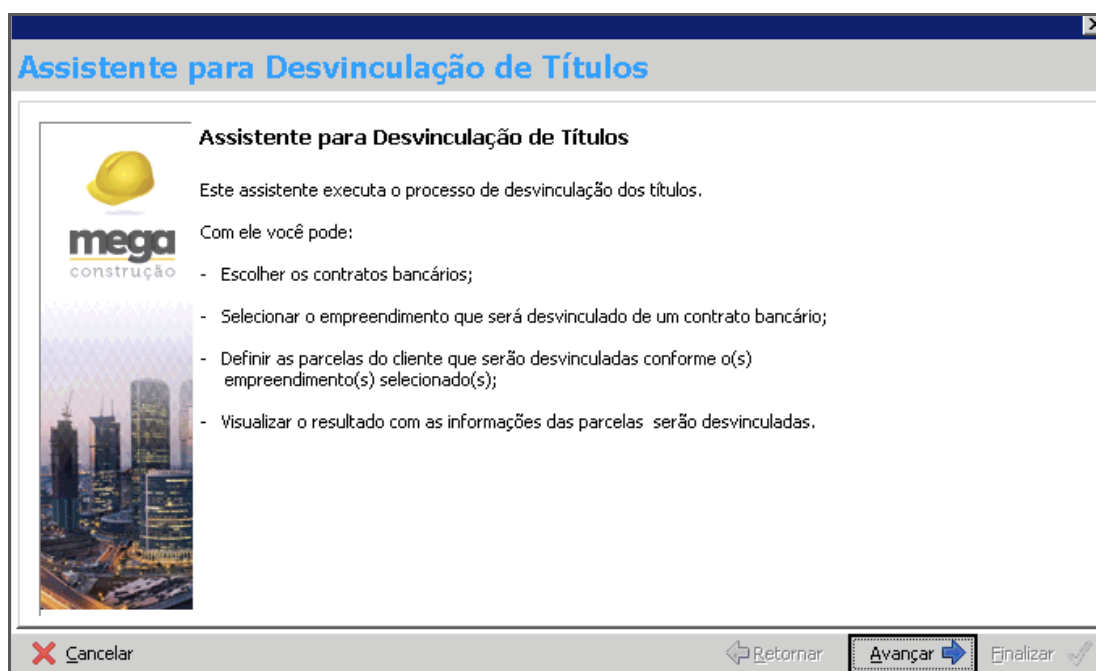 Assistente para Desvinculação de Títulos
Assistente para Desvinculação de Títulos
Este assistente executa o processo de desvinculação dos títulos.
mega
construção
Com ele você pode:
- Escolher os contratos bancários;
- Selecionar o empreendimento que será desvinculado de um contrato bancário;
- Definir as parcelas do cliente que serão desvinculadas conforme o(s)
empreendimento(s) selecionado(s);
- Visualizar o resultado com as informações das parcelas serão desvinculadas.
Cancelar
Retornar
Avançar
Finalizar